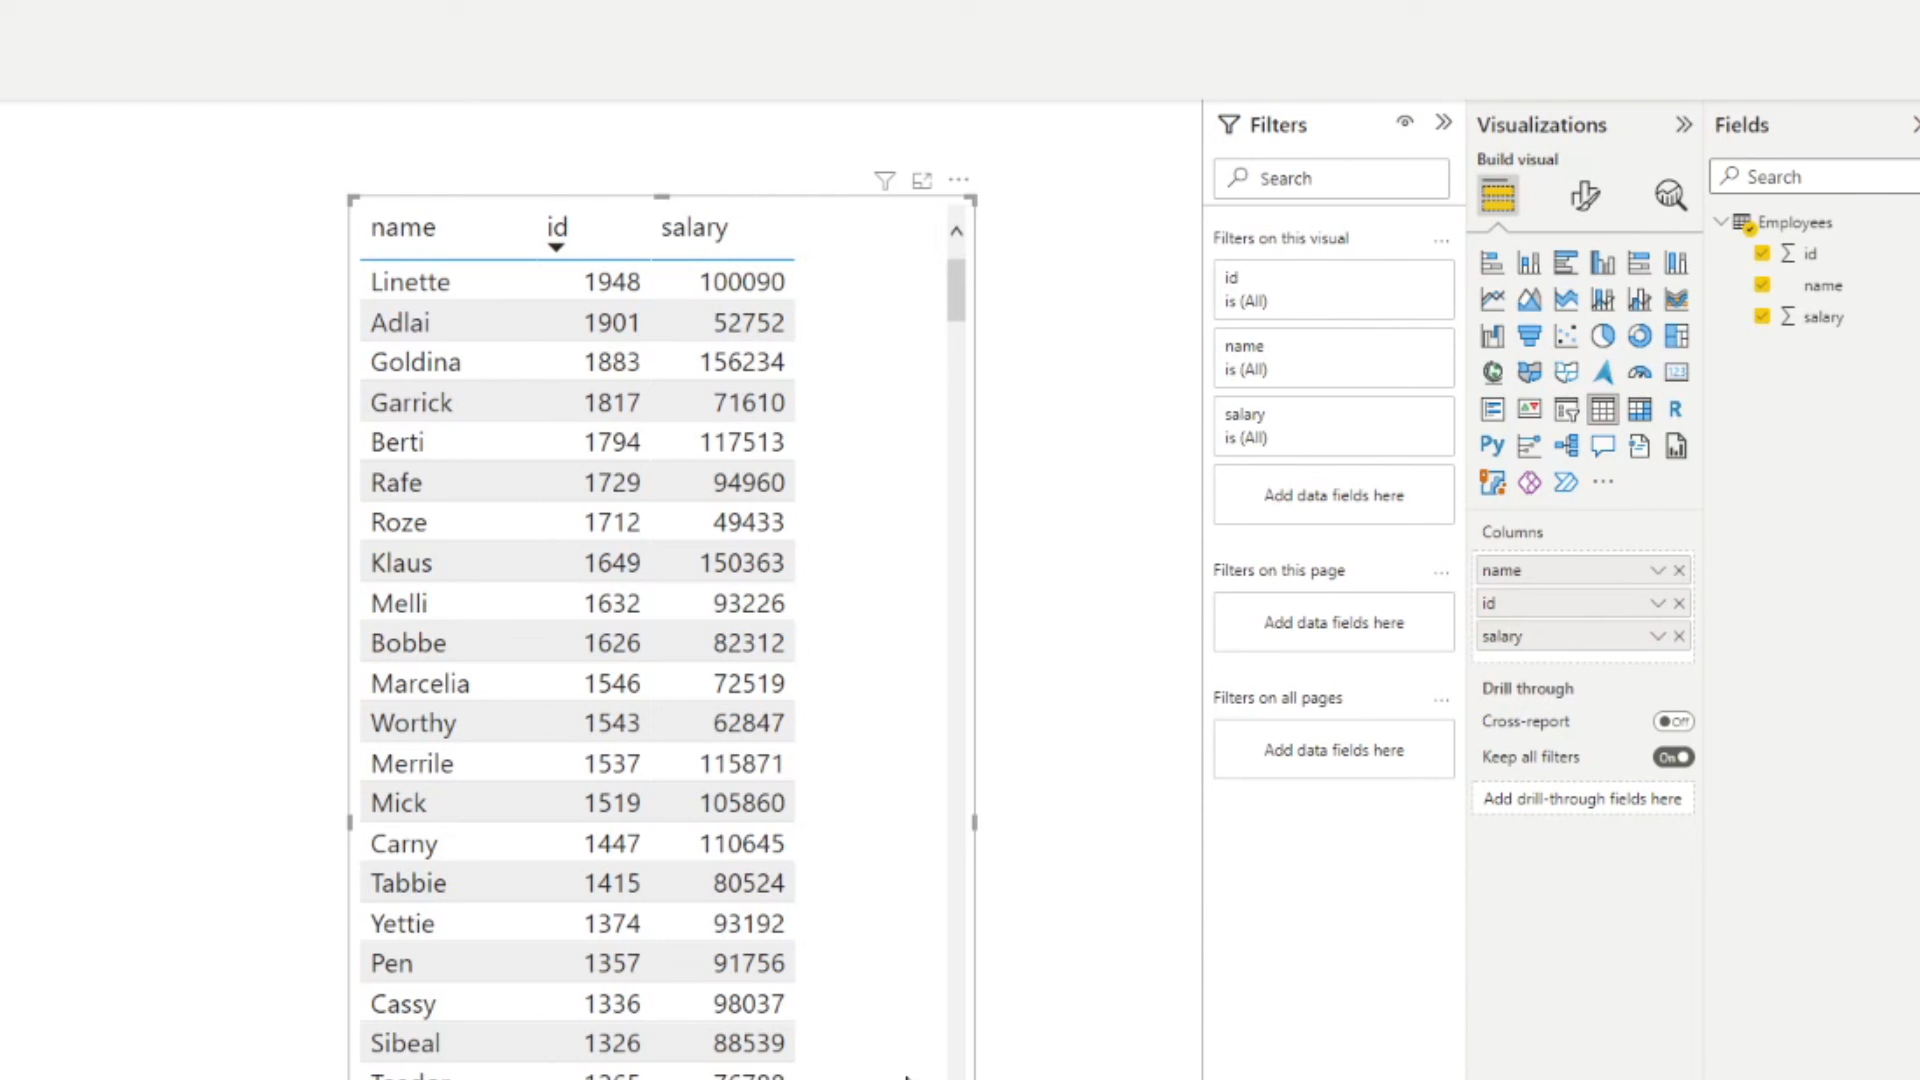 Filters
Visualizations
Fields
Search
Build visual
Search
name id salary
Linette 1948 100090
Adlai 1901 52752
Goldina 1883 156234
Garrick 1817 71610
Berti 1794 117513
Rafe 1729 94960
Roze 1712 49433
Klaus 1649 150363
Melli 1632 93226
Bobbe 1626 82312
Marcelia 1546 72519
Worthy 1543 62847
Merrile 1537 115871
Mick 1519 105860
Carny 1447 110645
Tabbie 1415 80524
Yettie 1374 93192
Pen 1357 91756
Cassy 1336 98037
Sibeal 1326 88539
Filters on this visual
id
is (All)
name
is (All)
salary
is (All)
Add data fields here
Filters on this page
Add data fields here
Filters on all pages
Add data fields here
123
R
Py
Columns
name
id
salary
Drill through
Cross-report Off
Keep all filters On
Add drill-through fields here
Employees
Σ id
name
Σ salary